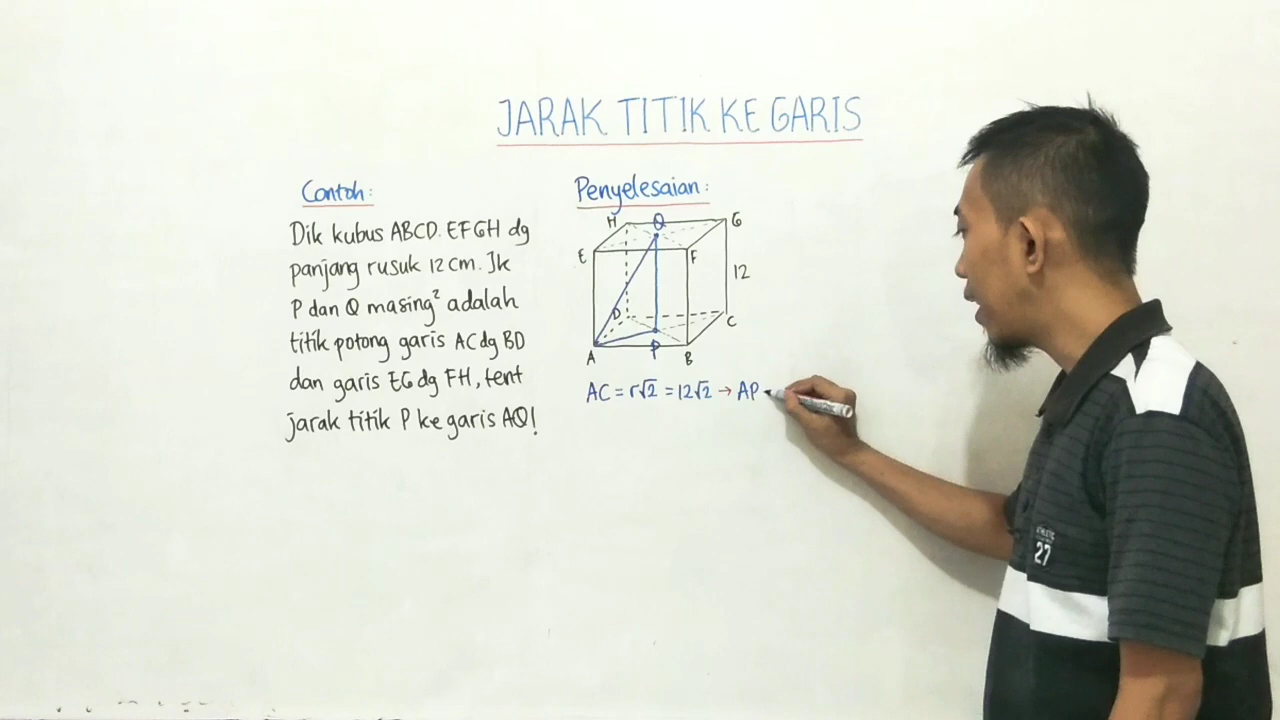 JARAK TITIK KE GARIS
Contoh:
Dik kubus ABCD.EFGH dg
panjang rusuk 12 cm. Jk
P dan Q masing² adalah
titik potong garis AC dg BD
dan garis EG dg FH, tent
jarak titik P ke garis AQ!
Penyelesaian:
H Q G
E F
12
D C
A P B
AC = r√2 = 12√2 → AP
ATHLETIC
27